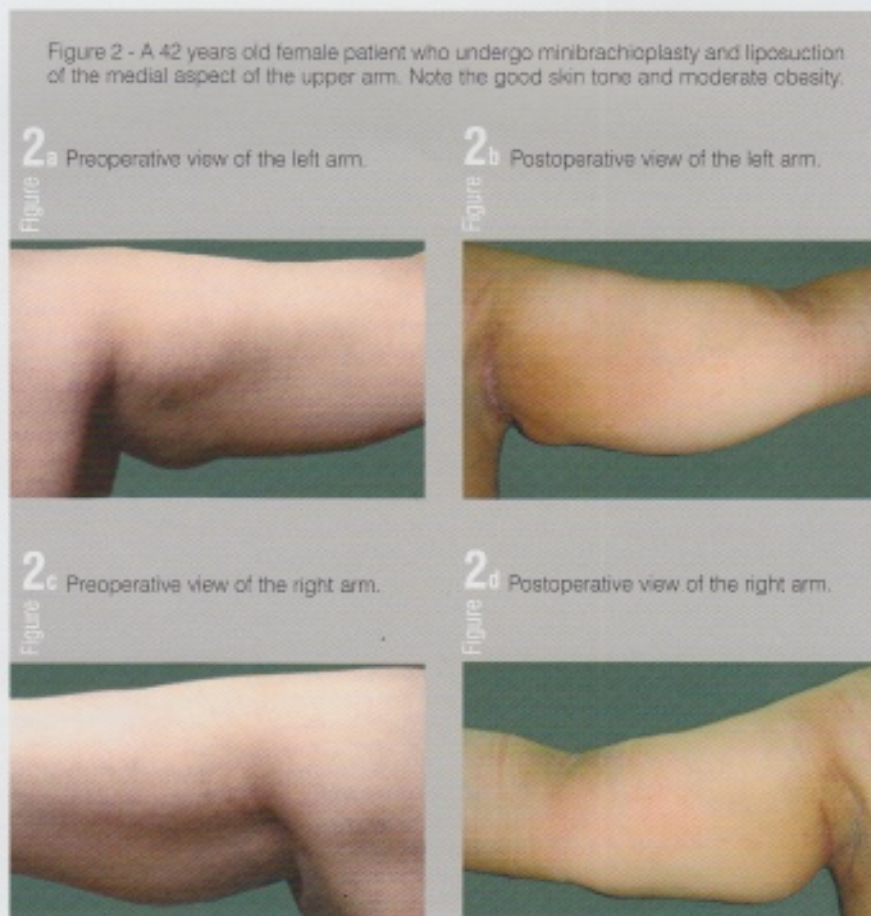 Figure 2 - A 42 years old female patient who undergo minibrachioplasty and liposuction
of the medial aspect of the upper arm. Note the good skin tone and moderate obesity.
Figure 2a Preoperative view of the left arm.
Figure 2b Postoperative view of the left arm.
Figure 2c Preoperative view of the right arm.
Figure 2d Postoperative view of the right arm.